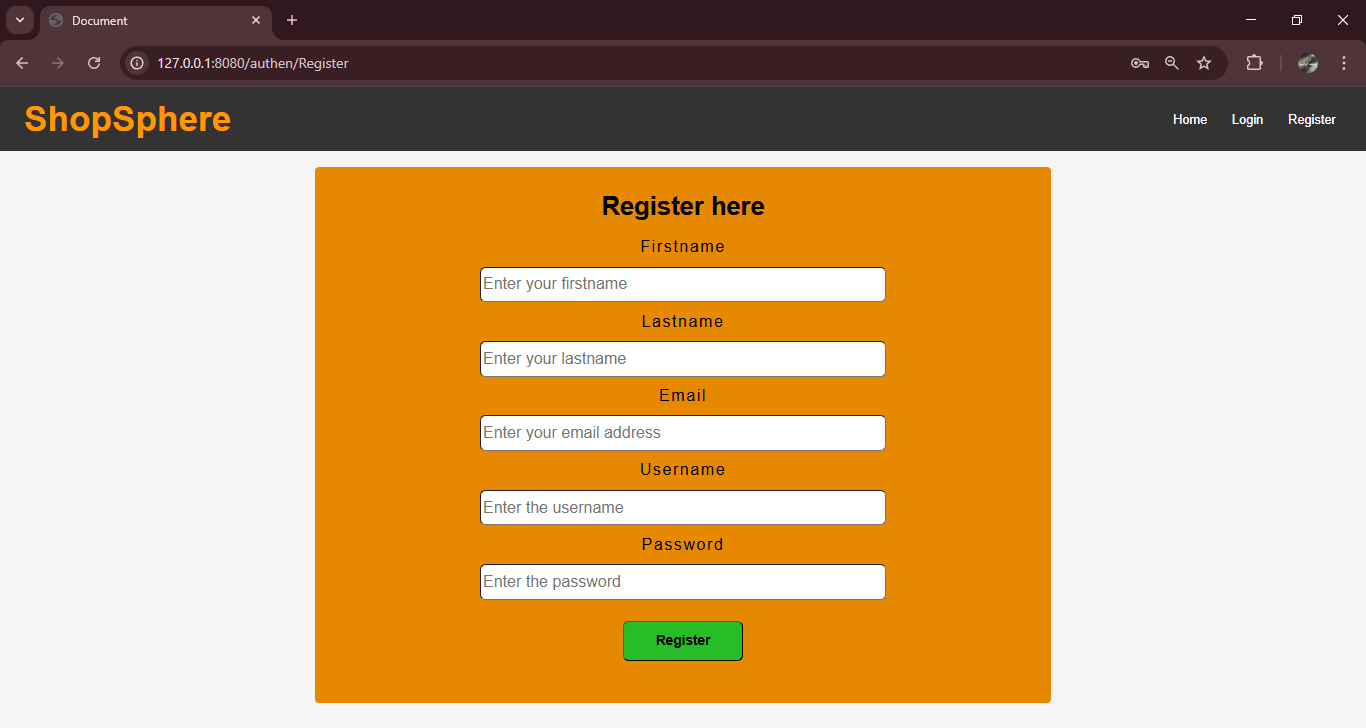 Document
127.0.0.1:8080/authen/Register
ShopSphere
Home Login Register
Register here
Firstname
Enter your firstname
Lastname
Enter your lastname
Email
Enter your email address
Username
Enter the username
Password
Enter the password
Register